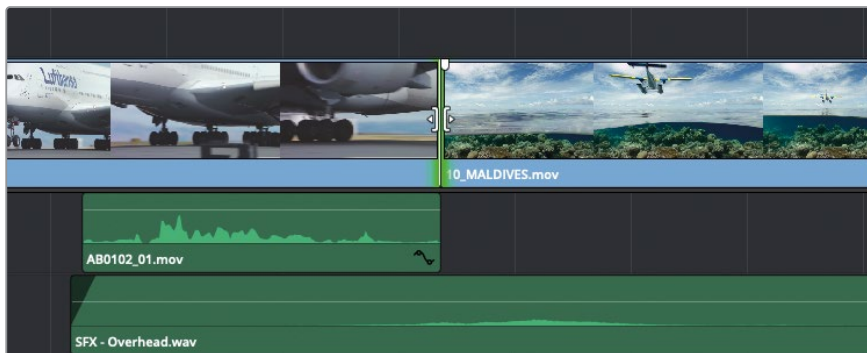 Lufthansa
10_MALDIVES.mov
AB0102_01.mov
SFX - Overhead.wav